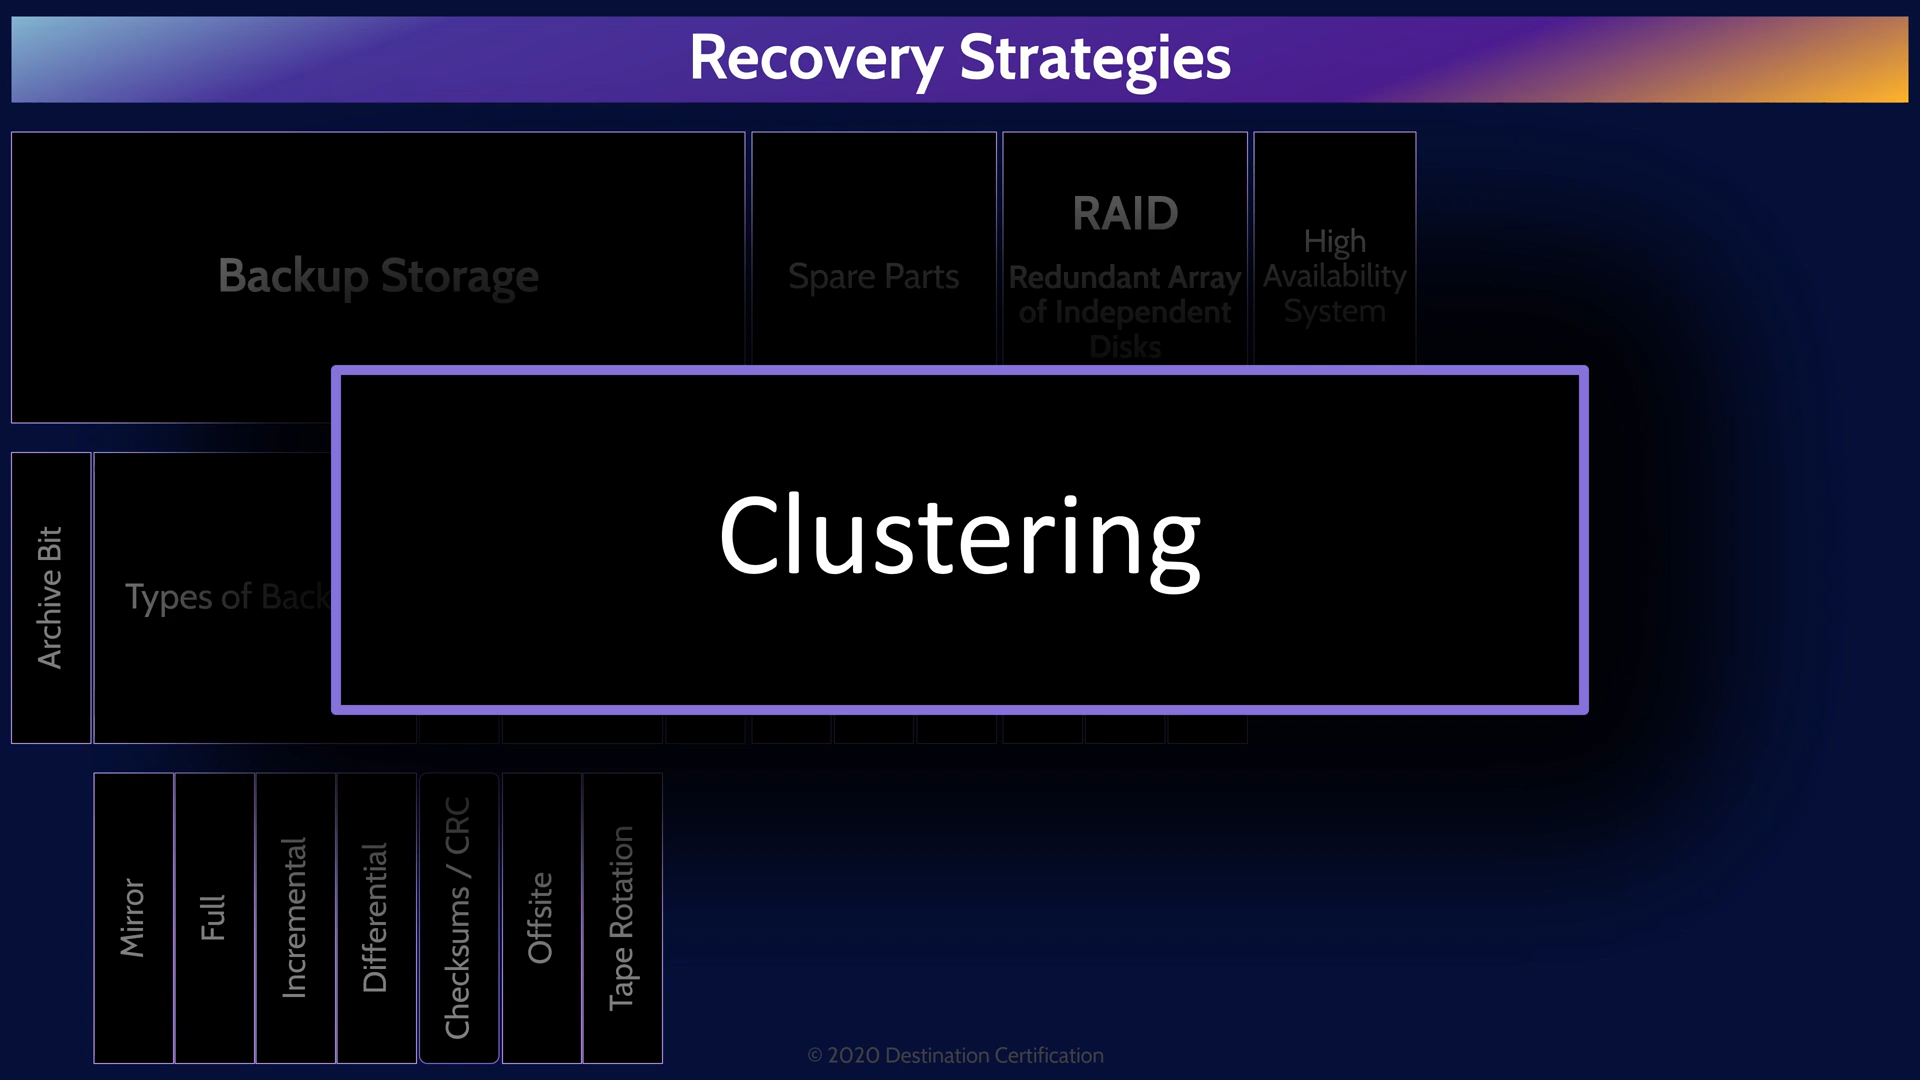 Recovery Strategies
Backup Storage
Spare Parts
RAID
Redundant Array
of Independent
Disks
High
Availability
System
Clustering
Archive Bit
Types of Back
Mirror
Full
Incremental
Differential
Checksums / CRC
Offsite
Tape Rotation
© 2020 Destination Certification